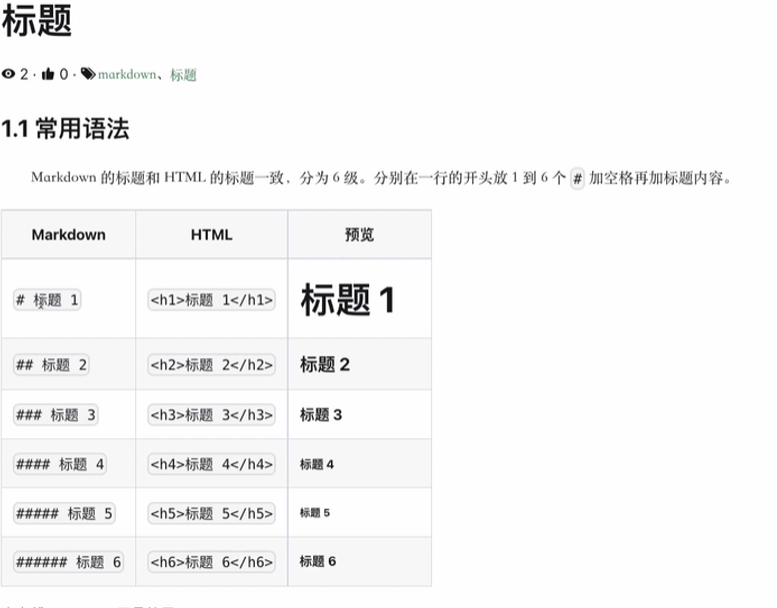 标题
2 · 0 · markdown、标题
1.1 常用语法
Markdown 的标题和 HTML 的标题一致，分为 6 级。分别在一行的开头放 1 到 6 个 # 加空格再加标题内容。
Markdown HTML 预览
# 标题 1 <h1>标题 1</h1> 标题 1
## 标题 2 <h2>标题 2</h2> 标题 2
### 标题 3 <h3>标题 3</h3> 标题 3
#### 标题 4 <h4>标题 4</h4> 标题 4
##### 标题 5 <h5>标题 5</h5> 标题 5
###### 标题 6 <h6>标题 6</h6> 标题 6